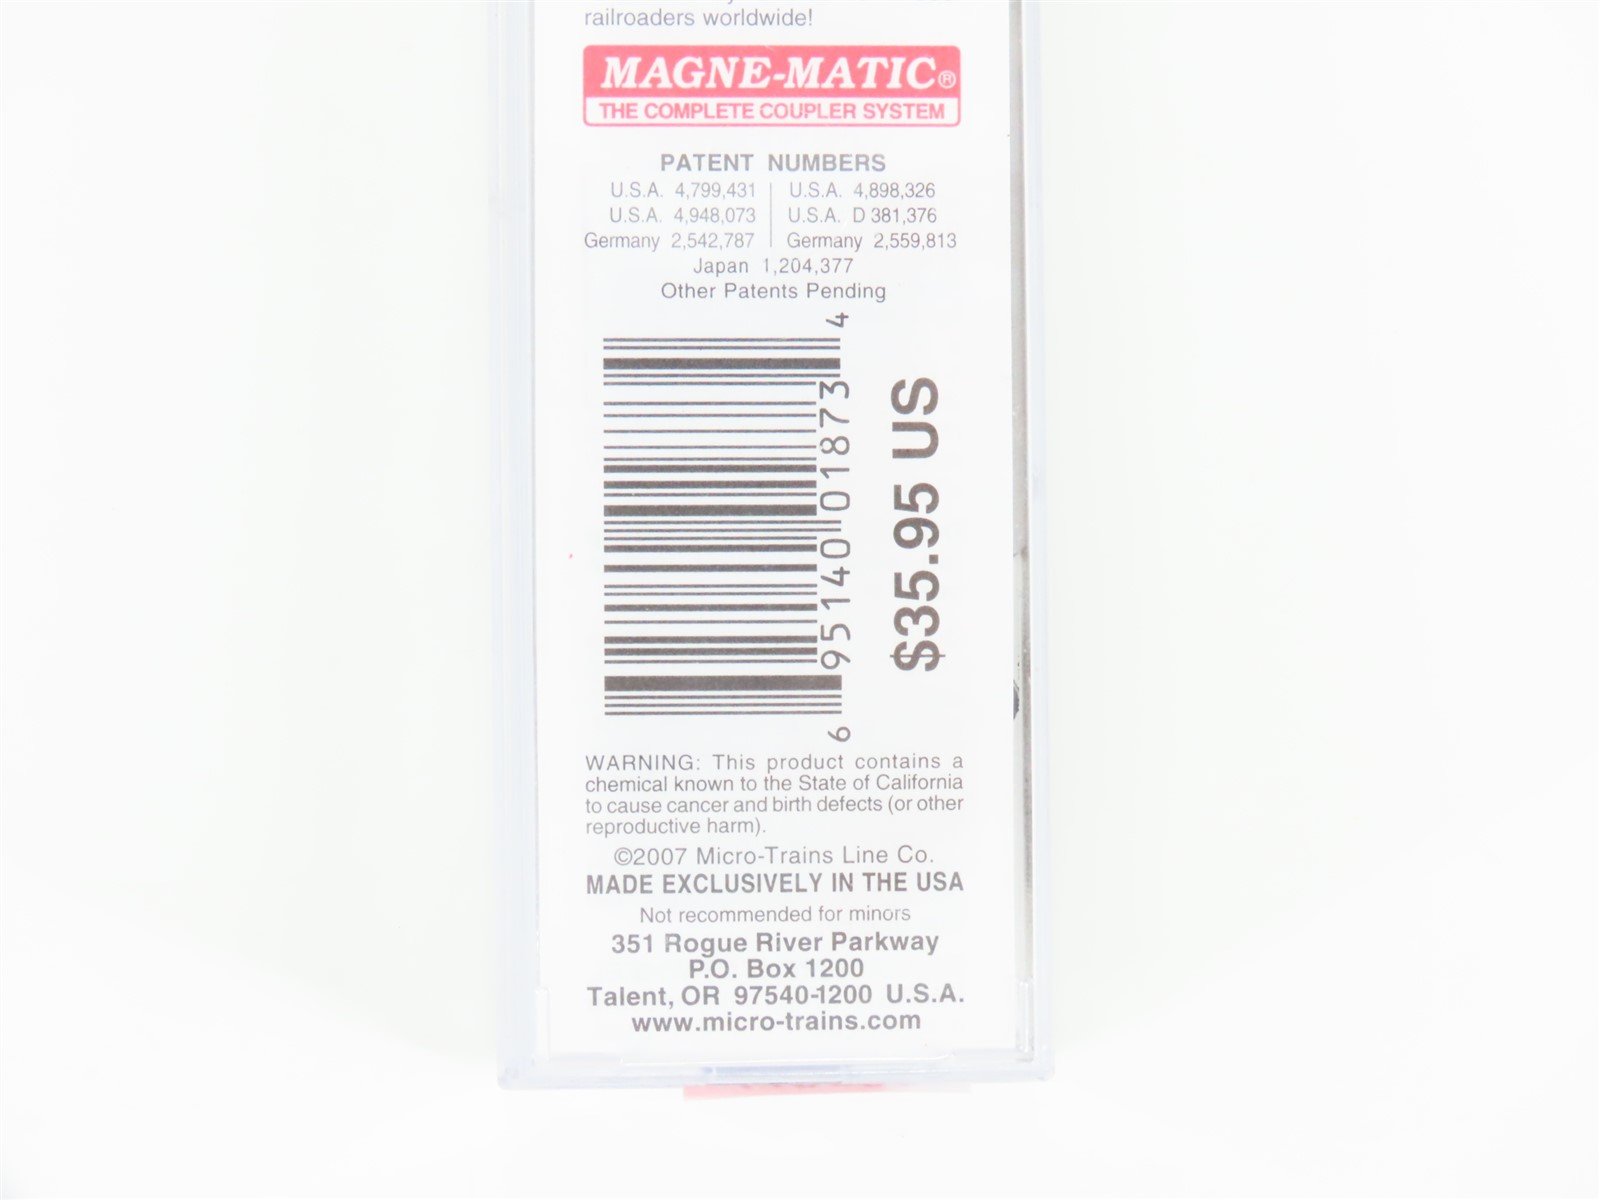 railroaders worldwide!
MAGNE-MATIC®
THE COMPLETE COUPLER SYSTEM
PATENT NUMBERS
U.S.A. 4,799,431 | U.S.A. 4,898,326
U.S.A. 4,948,073 | U.S.A. D 381,376
Germany 2,542,787 | Germany 2,559,813
Japan 1,204,377
Other Patents Pending
6 95140 01873 4
$35.95 US
WARNING: This product contains a
chemical known to the State of California
to cause cancer and birth defects (or other
reproductive harm).
©2007 Micro-Trains Line Co.
MADE EXCLUSIVELY IN THE USA
Not recommended for minors
351 Rogue River Parkway
P.O. Box 1200
Talent, OR 97540-1200 U.S.A.
www.micro-trains.com